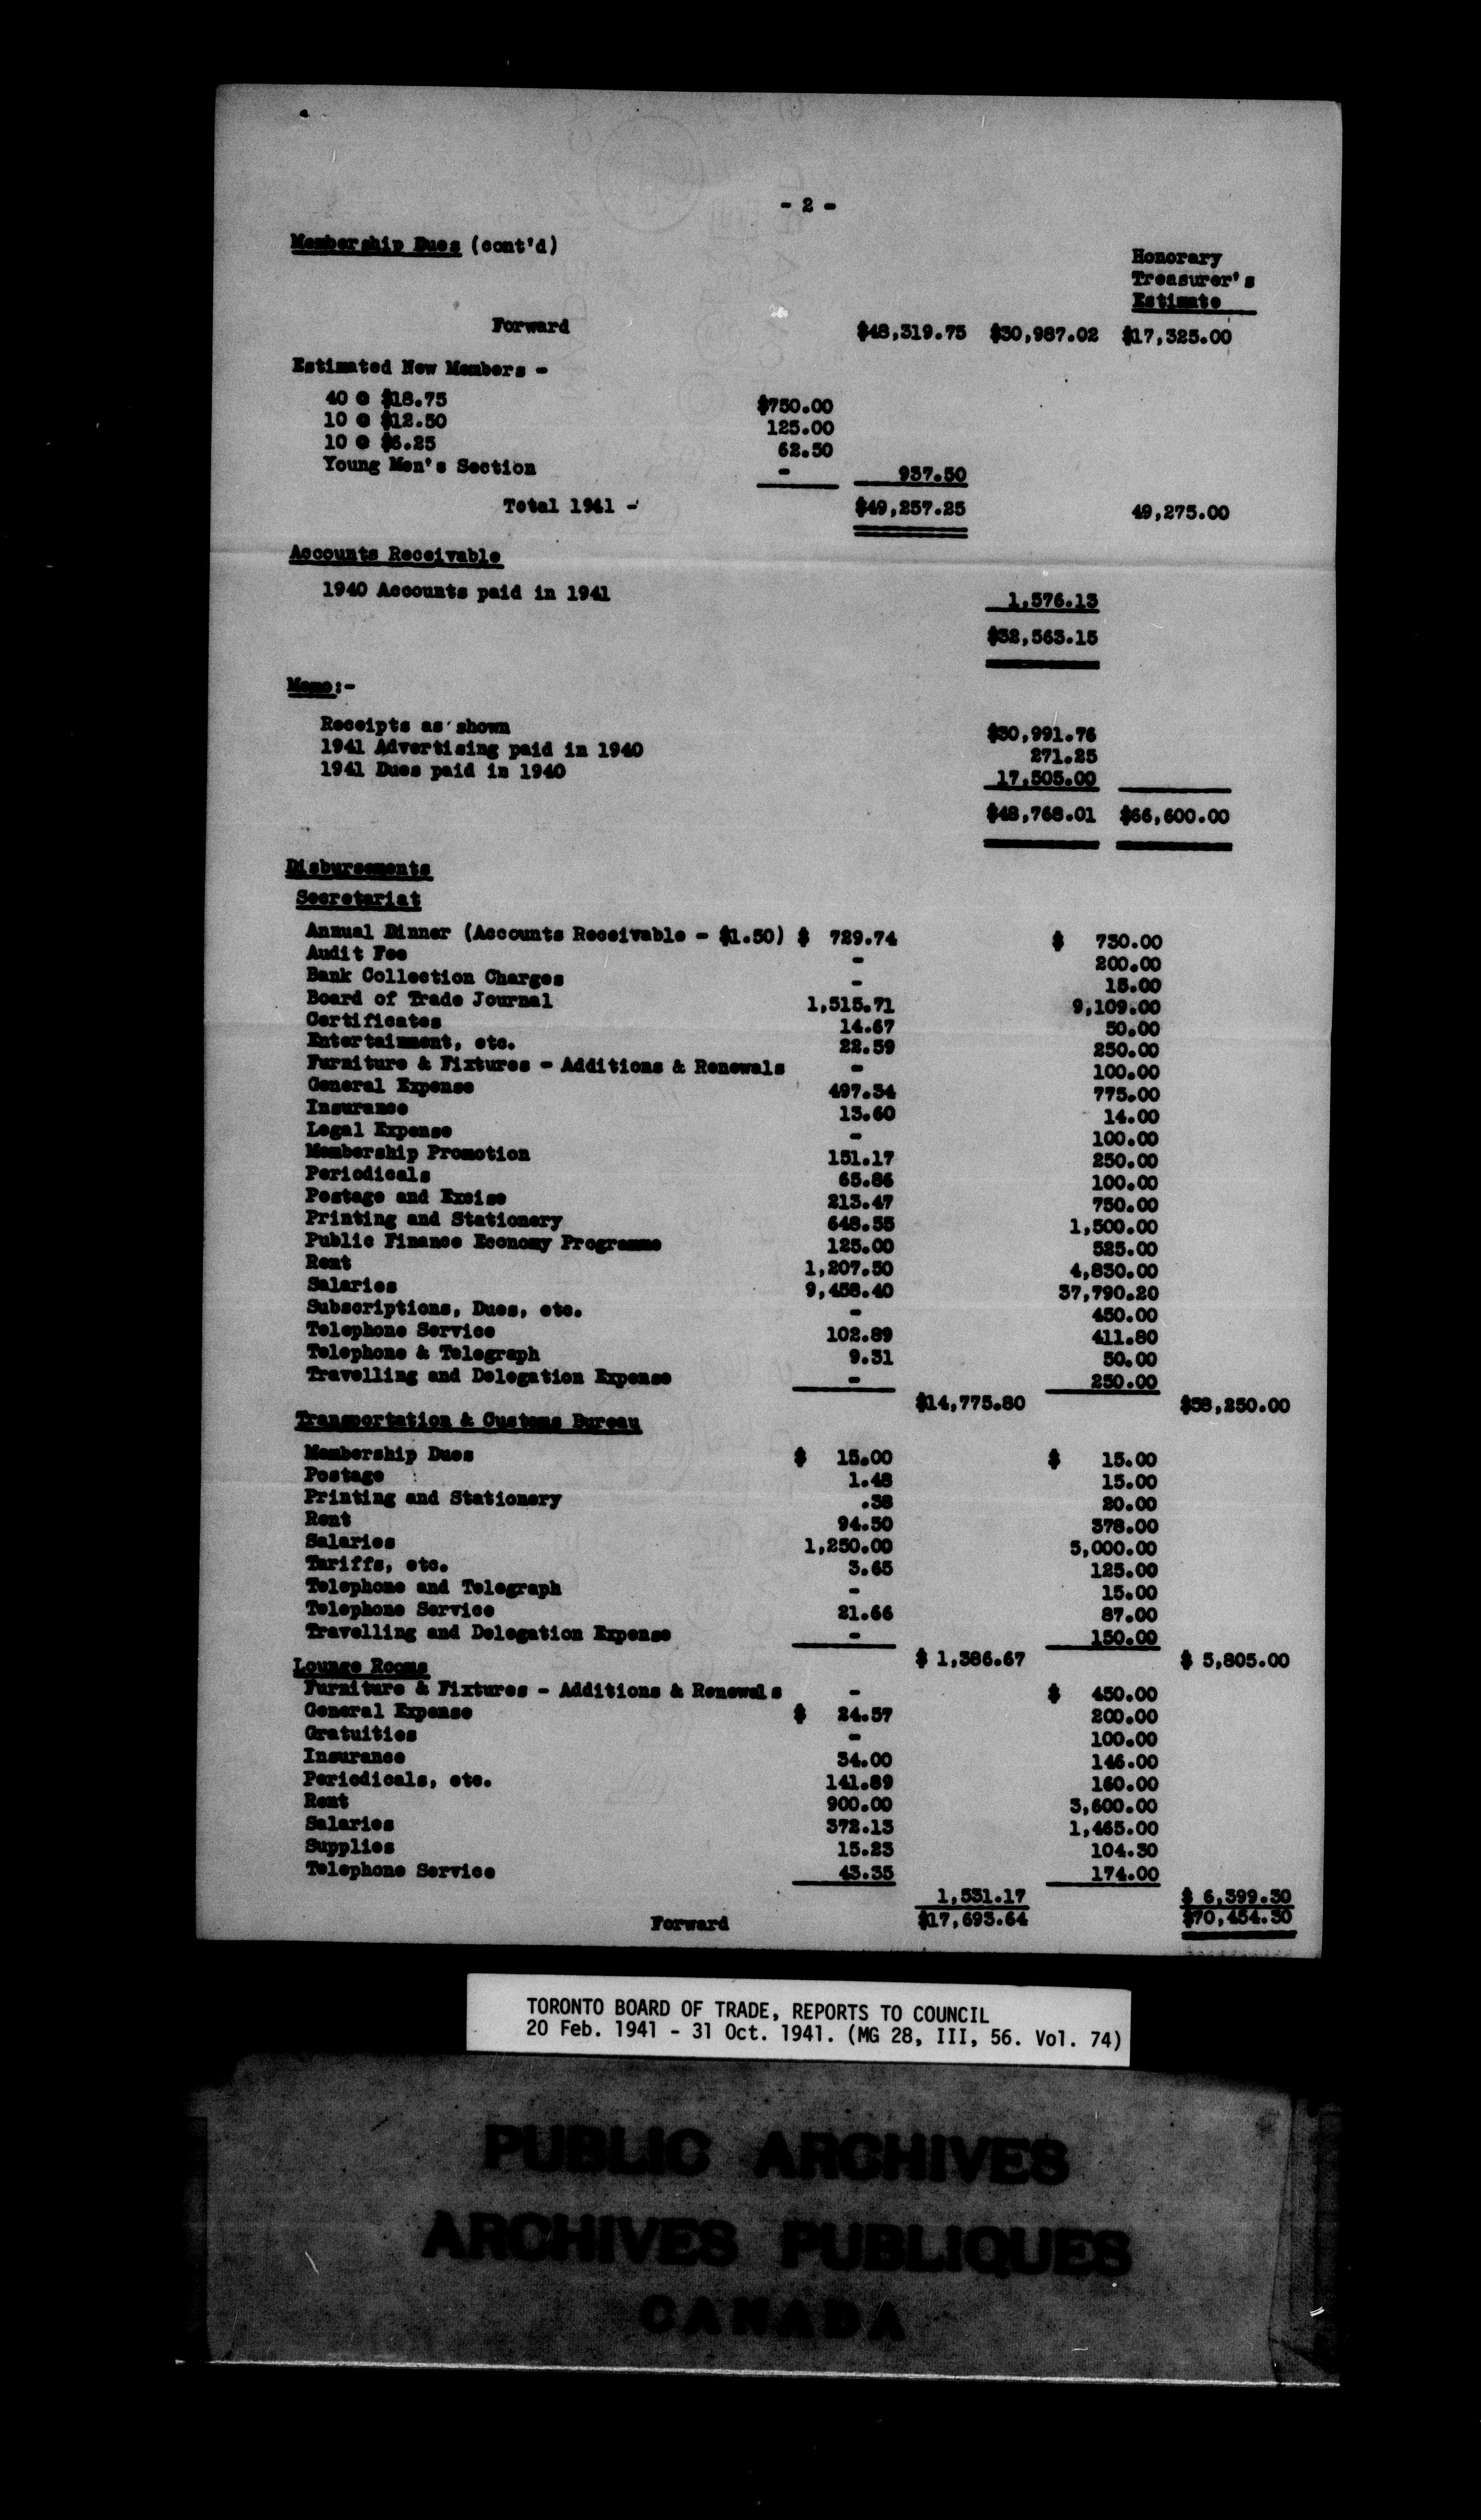 - 2 -
Membership Dues (cont'd)
Honorary
Treasurer's
Estimate
Forward $48,319.75 $30,987.02 $17,325.00
Estimated New Members -
40 @ $18.75 $750.00
10 @ $12.50 125.00
10 @ $6.25 62.50
Young Men's Section - 937.50
Total 1941 - $49,257.25 49,275.00
Accounts Receivable
1940 Accounts paid in 1941 1,576.13
$32,563.15
Memo:-
Receipts as shown $30,991.76
1941 Advertising paid in 1940 271.25
1941 Dues paid in 1940 17,505.00
$48,768.01 $66,600.00
Disbursements
Secretariat
Annual Dinner (Accounts Receivable - $1.50) $ 729.74 $ 730.00
Audit Fee - 200.00
Bank Collection Charges - 15.00
Board of Trade Journal 1,515.71 9,109.00
Certificates 14.67 50.00
Entertainment, etc. 22.59 250.00
Furniture & Fixtures - Additions & Renewals - 100.00
General Expense 497.34 775.00
Insurance 13.60 14.00
Legal Expense - 100.00
Membership Promotion 151.17 250.00
Periodicals 65.86 100.00
Postage and Excise 213.47 750.00
Printing and Stationery 648.55 1,500.00
Public Finance Economy Programme 125.00 525.00
Rent 1,207.50 4,830.00
Salaries 9,458.40 37,790.20
Subscriptions, Dues, etc. - 450.00
Telephone Service 102.89 411.80
Telephone & Telegraph 9.31 50.00
Travelling and Delegation Expense - 250.00
$14,775.80 $58,250.00
Transportation & Customs Bureau
Membership Dues $ 15.00 $ 15.00
Postage 1.48 15.00
Printing and Stationery .38 20.00
Rent 94.50 378.00
Salaries 1,250.00 5,000.00
Tariffs, etc. 3.65 125.00
Telephone and Telegraph - 15.00
Telephone Service 21.66 87.00
Travelling and Delegation Expense - 150.00
$ 1,386.67 $ 5,805.00
Lounge Rooms
Furniture & Fixtures - Additions & Renewals - $ 450.00
General Expense $ 24.57 200.00
Gratuities - 100.00
Insurance 34.00 146.00
Periodicals, etc. 141.89 160.00
Rent 900.00 3,600.00
Salaries 372.13 1,465.00
Supplies 15.23 104.30
Telephone Service 43.35 174.00
1,531.17 $ 6,399.30
Forward $17,693.64 $70,454.30
TORONTO BOARD OF TRADE, REPORTS TO COUNCIL
20 Feb. 1941 - 31 Oct. 1941. (MG 28, III, 56. Vol. 74)
PUBLIC ARCHIVES
ARCHIVES PUBLIQUES
CANADA